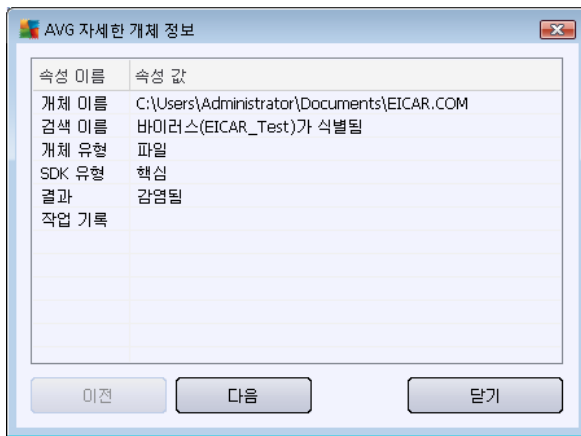 AVG 자세한 개체 정보
속성 이름 속성 값
개체 이름 C:\Users\Administrator\Documents\EICAR.COM
검색 이름 바이러스(EICAR_Test)가 식별됨
개체 유형 파일
SDK 유형 핵심
결과 감염됨
작업 기록
이전 다음 닫기